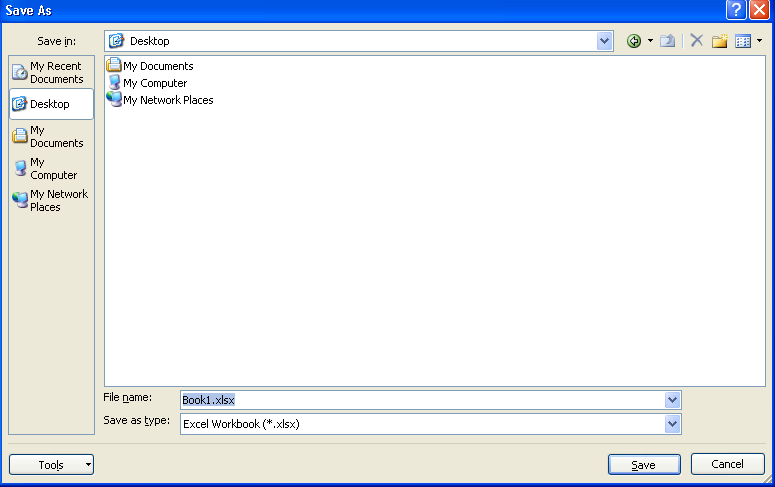 Save As
Save in:
Desktop
My Recent
Documents
Desktop
My
Documents
My
Computer
My Network
Places
My Documents
My Computer
My Network Places
File name:
Book1.xlsx
Save as type:
Excel Workbook (*.xlsx)
Tools
Save
Cancel